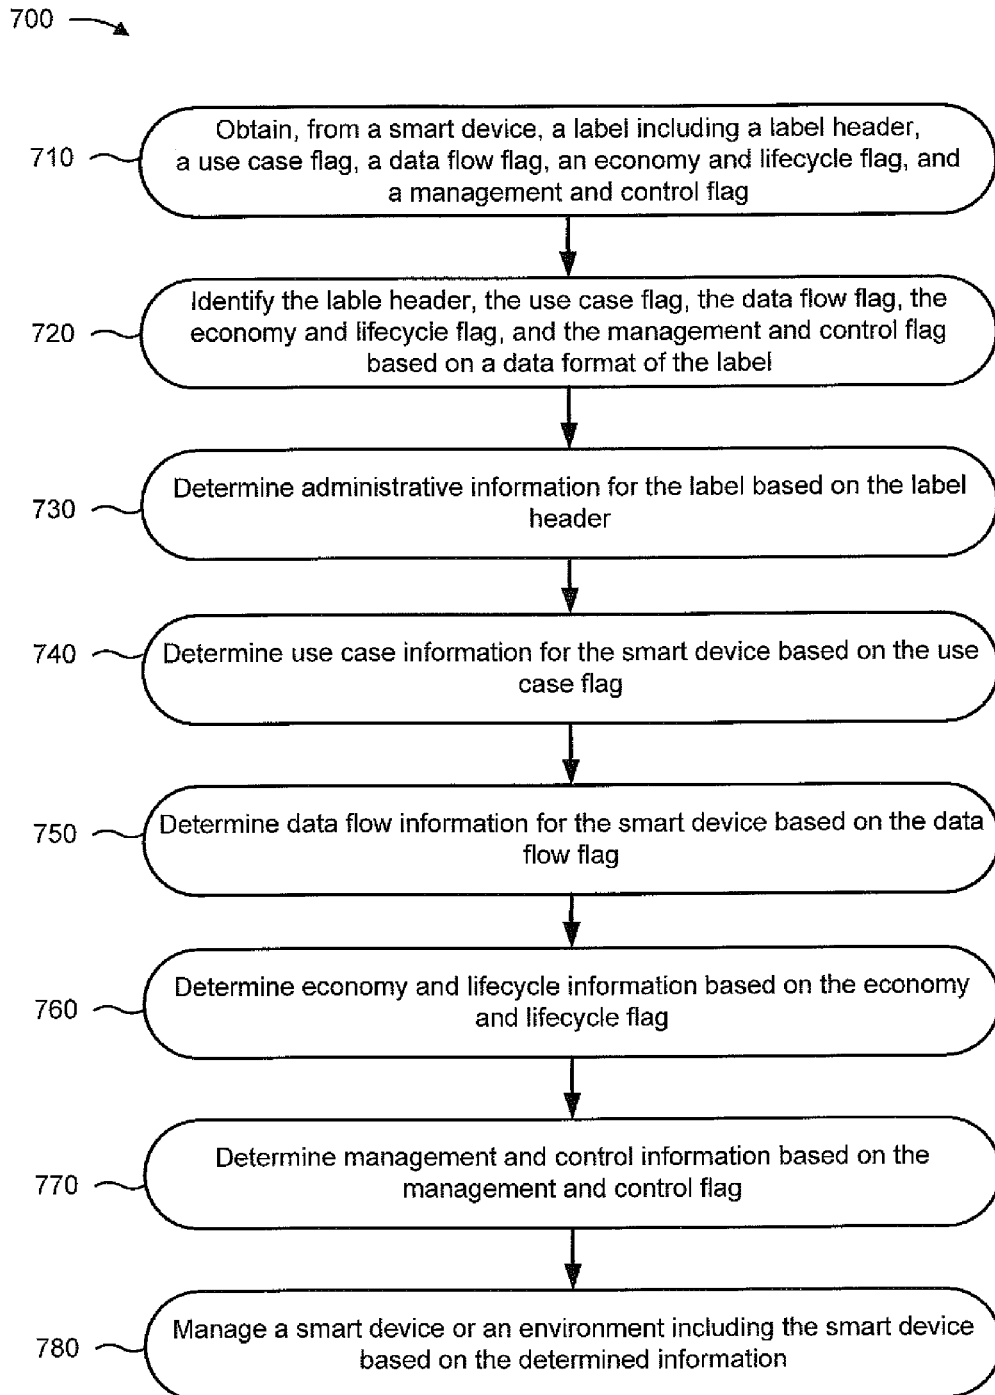 700
710
Obtain, from a smart device, a label including a label header,
a use case flag, a data flow flag, an economy and lifecycle flag, and
a management and control flag
720
Identify the lable header, the use case flag, the data flow flag, the
economy and lifecycle flag, and the management and control flag
based on a data format of the label
730
Determine administrative information for the label based on the label
header
740
Determine use case information for the smart device based on the use
case flag
750
Determine data flow information for the smart device based on the data
flow flag
760
Determine economy and lifecycle information based on the economy
and lifecycle flag
770
Determine management and control information based on the
management and control flag
780
Manage a smart device or an environment including the smart device
based on the determined information